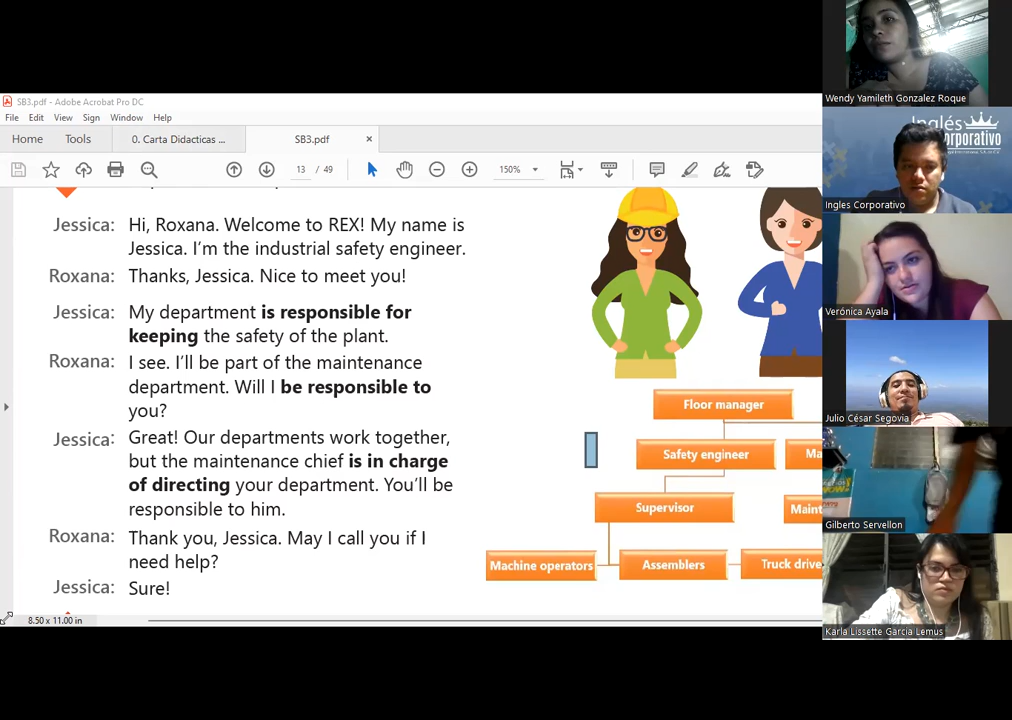 SB3.pdf - Adobe Acrobat Pro DC
File Edit View Sign Window Help
Home Tools 0. Carta Didacticas ... SB3.pdf ×
13 / 49 150%
Jessica: Hi, Roxana. Welcome to REX! My name is
Jessica. I'm the industrial safety engineer.
Roxana: Thanks, Jessica. Nice to meet you!
Jessica: My department is responsible for
keeping the safety of the plant.
Roxana: I see. I'll be part of the maintenance
department. Will I be responsible to
you?
Jessica: Great! Our departments work together,
but the maintenance chief is in charge
of directing your department. You'll be
responsible to him.
Roxana: Thank you, Jessica. May I call you if I
need help?
Jessica: Sure!
8.50 x 11.00 in
Floor manager
Safety engineer Ma
Supervisor Maint
Machine operators Assemblers Truck drive
Wendy Yamileth Gonzalez Roque
Inglés
orporativo
Ingles Corporativo
Verónica Ayala
Julio César Segovia
Gilberto Servellon
Karla Lissette Garcia Lemus